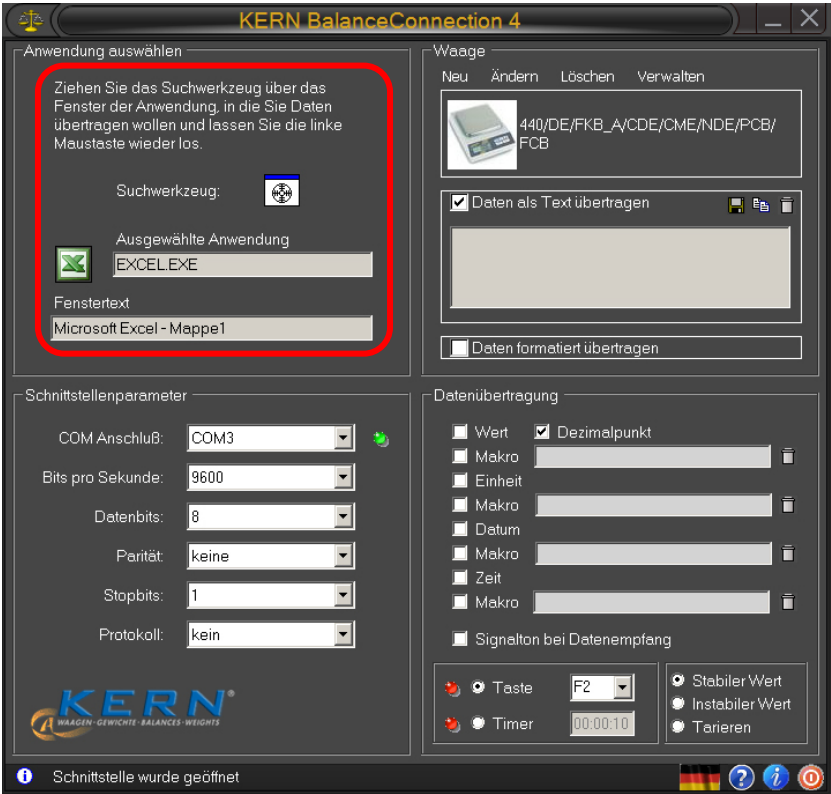 KERN BalanceConnection 4
Anwendung auswählen
Ziehen Sie das Suchwerkzeug über das
Fenster der Anwendung, in die Sie Daten
übertragen wollen und lassen Sie die linke
Maustaste wieder los.
Suchwerkzeug:
Ausgewählte Anwendung
EXCEL.EXE
Fenstertext
Microsoft Excel - Mappe1
Waage
Neu Ändern Löschen Verwalten
440/DE/FKB_A/CDE/CME/NDE/PCB/
FCB
Daten als Text übertragen
Daten formatiert übertragen
Schnittstellenparameter
COM Anschluß: COM3
Bits pro Sekunde: 9600
Datenbits: 8
Parität: keine
Stopbits: 1
Protokoll: kein
KERN®
WAAGEN·GEWICHTE·BALANCES·WEIGHTS
Datenübertragung
Wert Dezimalpunkt
Makro
Einheit
Makro
Datum
Makro
Zeit
Makro
Signalton bei Datenempfang
Taste F2
Timer 00:00:10
Stabiler Wert
Instabiler Wert
Tarieren
Schnittstelle wurde geöffnet